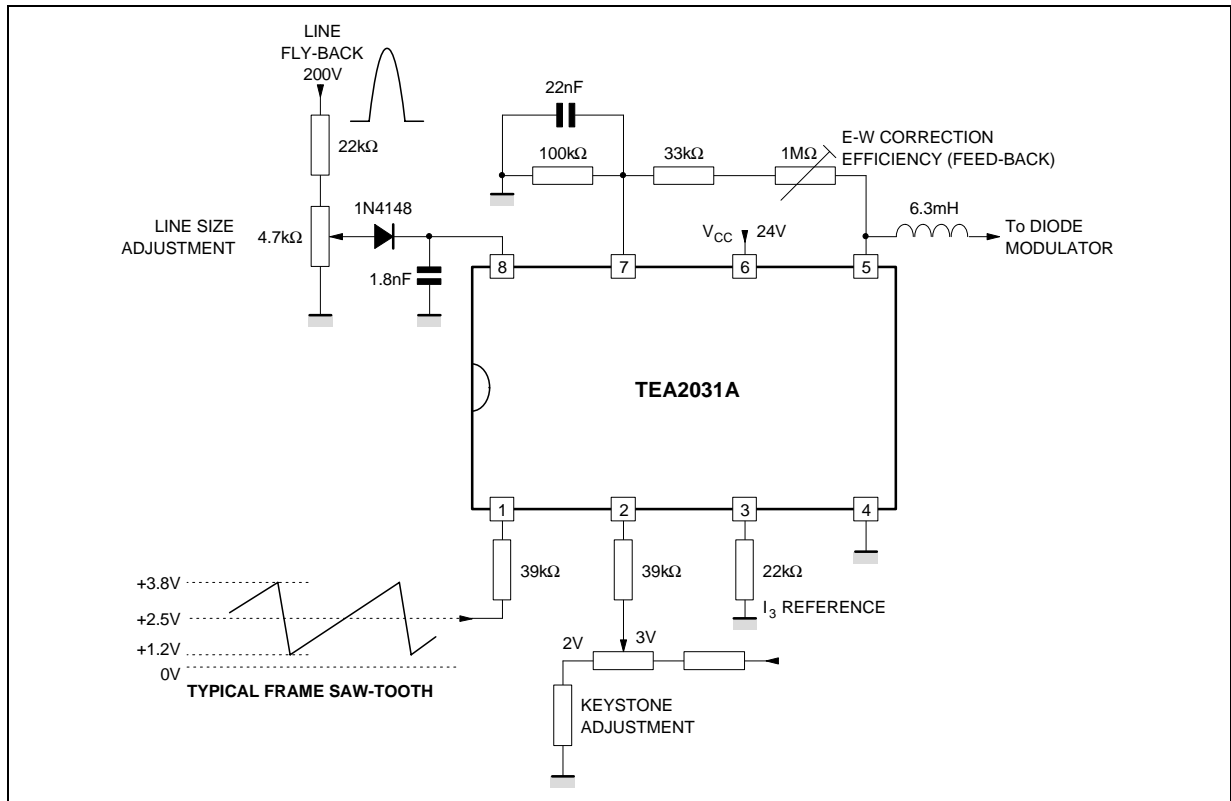 LINE
FLY-BACK
200V
22kΩ
LINE SIZE
ADJUSTMENT
4.7kΩ
1N4148
1.8nF
22nF
100kΩ
33kΩ
1MΩ
E-W CORRECTION
EFFICIENCY (FEED-BACK)
6.3mH
To DIODE
MODULATOR
VCC
24V
8
7
6
5
TEA2031A
1
2
3
4
39kΩ
39kΩ
22kΩ
I3 REFERENCE
+3.8V
+2.5V
+1.2V
0V
TYPICAL FRAME SAW-TOOTH
2V
3V
KEYSTONE
ADJUSTMENT